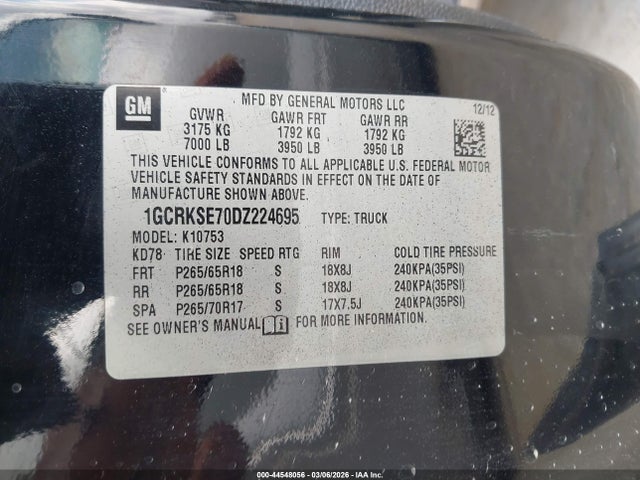 GM
MFD BY GENERAL MOTORS LLC 12/12
GVWR GAWR FRT GAWR RR
3175 KG 1792 KG 1792 KG
7000 LB 3950 LB 3950 LB
THIS VEHICLE CONFORMS TO ALL APPLICABLE U.S. FEDERAL MOTOR
VEHICLE SAFETY STANDARDS IN EFFECT ON THE DATE OF
MANUFACTURE SHOWN ABOVE.
1GCRKSE70DZ224695 TYPE: TRUCK
MODEL: K10753
KD78 TIRE SIZE SPEED RTG RIM COLD TIRE PRESSURE
FRT P265/65R18 S 18X8J 240KPA(35PSI)
RR P265/65R18 S 18X8J 240KPA(35PSI)
SPA P265/70R17 S 17X7.5J 240KPA(35PSI)
SEE OWNER'S MANUAL FOR MORE INFORMATION.
000-44548056 — 03/06/2026 — IAA Inc.